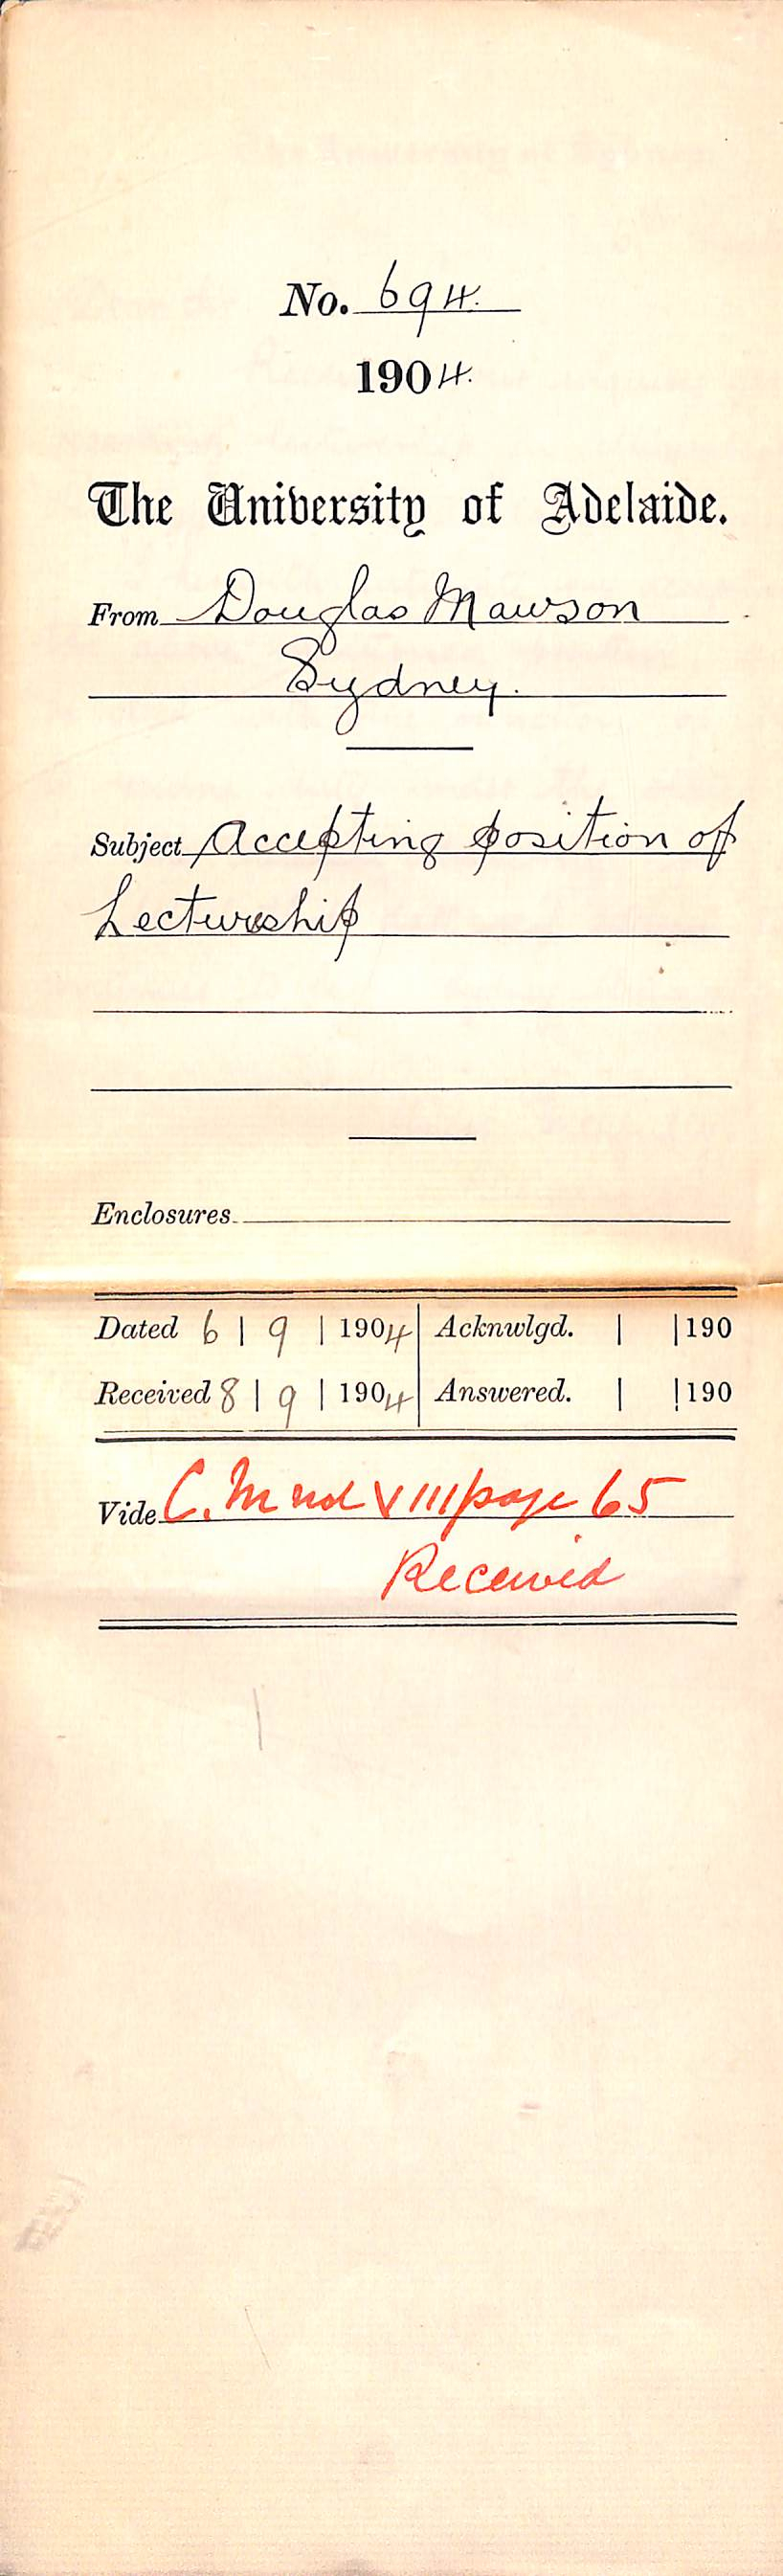 No. 694.
1904.
The University of Adelaide.
From Douglas Mawson
Sydney.
Subject Accepting position of
Lectureship
Enclosures
Dated 6 | 9 | 1904 Acknwlgd. | | 190
Received 8 | 9 | 1904 Answered. | | 190
Vide C. M vol VIII page 65
Received